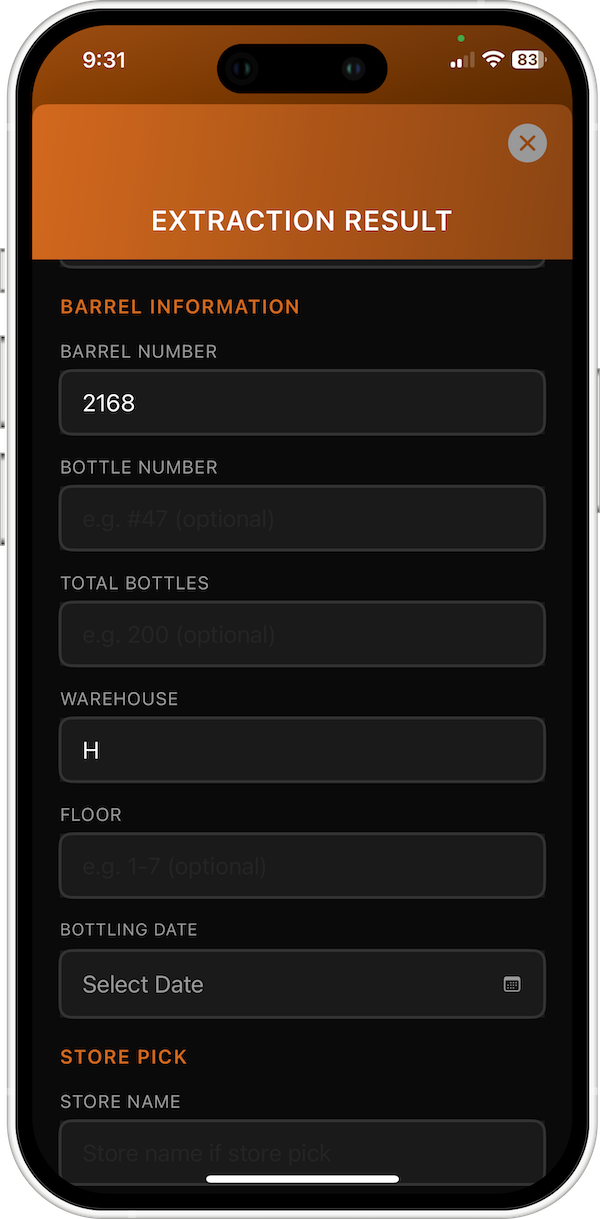 9:31
83
EXTRACTION RESULT
BARREL INFORMATION
BARREL NUMBER
2168
BOTTLE NUMBER
e.g. #47 (optional)
TOTAL BOTTLES
e.g. 200 (optional)
WAREHOUSE
H
FLOOR
e.g. 1-7 (optional)
BOTTLING DATE
Select Date
STORE PICK
STORE NAME
Store name if store pick